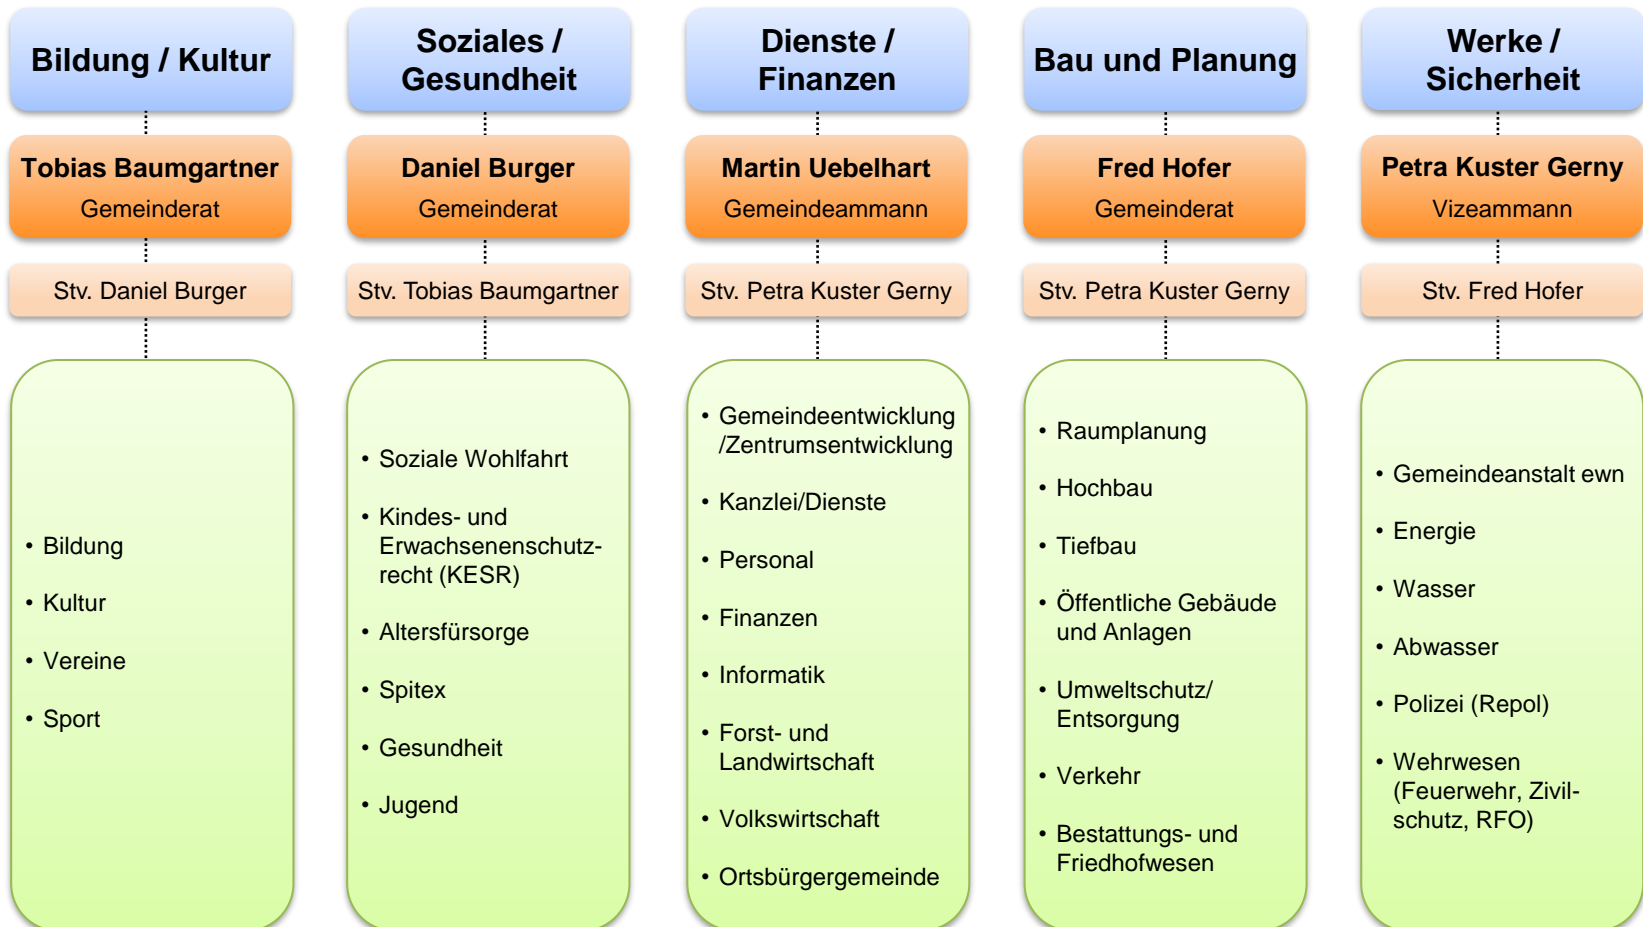 Bildung / Kultur
Tobias Baumgartner
Gemeinderat
Stv. Daniel Burger
• Bildung
• Kultur
• Vereine
• Sport
Soziales /
Gesundheit
Daniel Burger
Gemeinderat
Stv. Tobias Baumgartner
• Soziale Wohlfahrt
• Kindes- und
Erwachsenenschutz-
recht (KESR)
• Altersfürsorge
• Spitex
• Gesundheit
• Jugend
Dienste /
Finanzen
Martin Uebelhart
Gemeindeammann
Stv. Petra Kuster Gerny
• Gemeindeentwicklung
/Zentrumsentwicklung
• Kanzlei/Dienste
• Personal
• Finanzen
• Informatik
• Forst- und
Landwirtschaft
• Volkswirtschaft
• Ortsbürgergemeinde
Bau und Planung
Fred Hofer
Gemeinderat
Stv. Petra Kuster Gerny
• Raumplanung
• Hochbau
• Tiefbau
• Öffentliche Gebäude
und Anlagen
• Umweltschutz/
Entsorgung
• Verkehr
• Bestattungs- und
Friedhofwesen
Werke /
Sicherheit
Petra Kuster Gerny
Vizeammann
Stv. Fred Hofer
• Gemeindeanstalt ewn
• Energie
• Wasser
• Abwasser
• Polizei (Repol)
• Wehrwesen
(Feuerwehr, Zivil-
schutz, RFO)